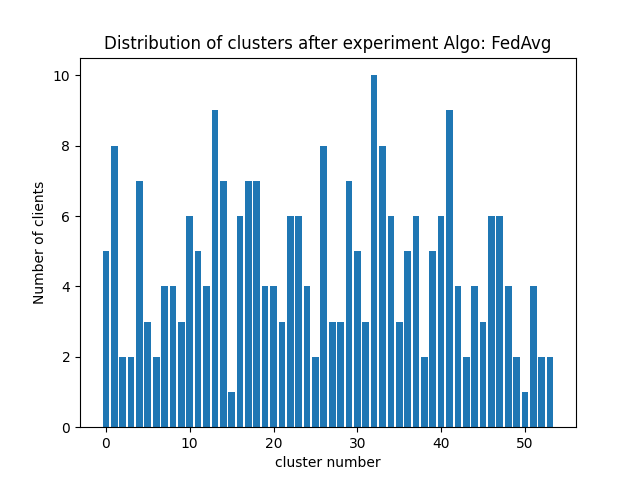 Distribution of clusters after experiment Algo: FedAvg
10
8
6
4
2
0
Number of clients
0 10 20 30 40 50
cluster number